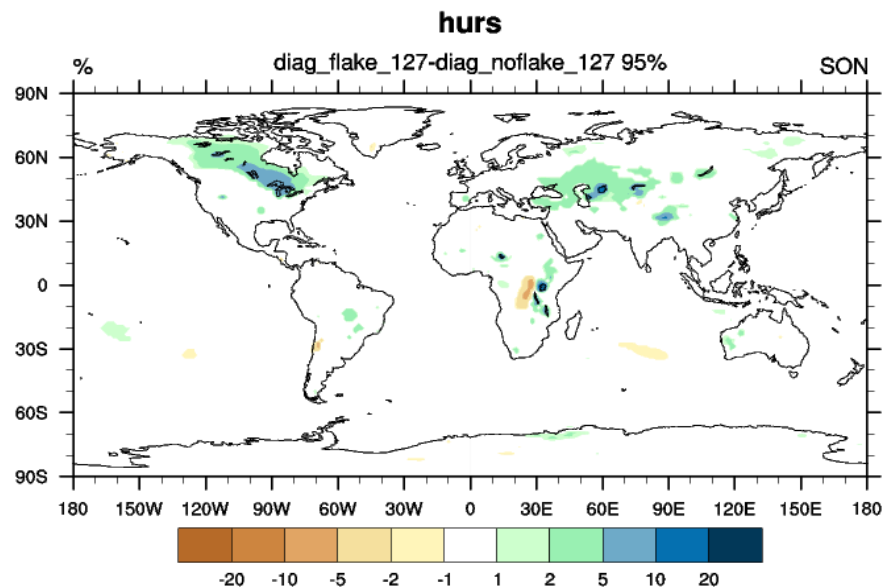 hurs
% diag_flake_127-diag_noflake_127 95% SON
90N
60N
30N
0
30S
60S
90S
180 150W 120W 90W 60W 30W 0 30E 60E 90E 120E 150E 180
-20 -10 -5 -2 -1 1 2 5 10 20